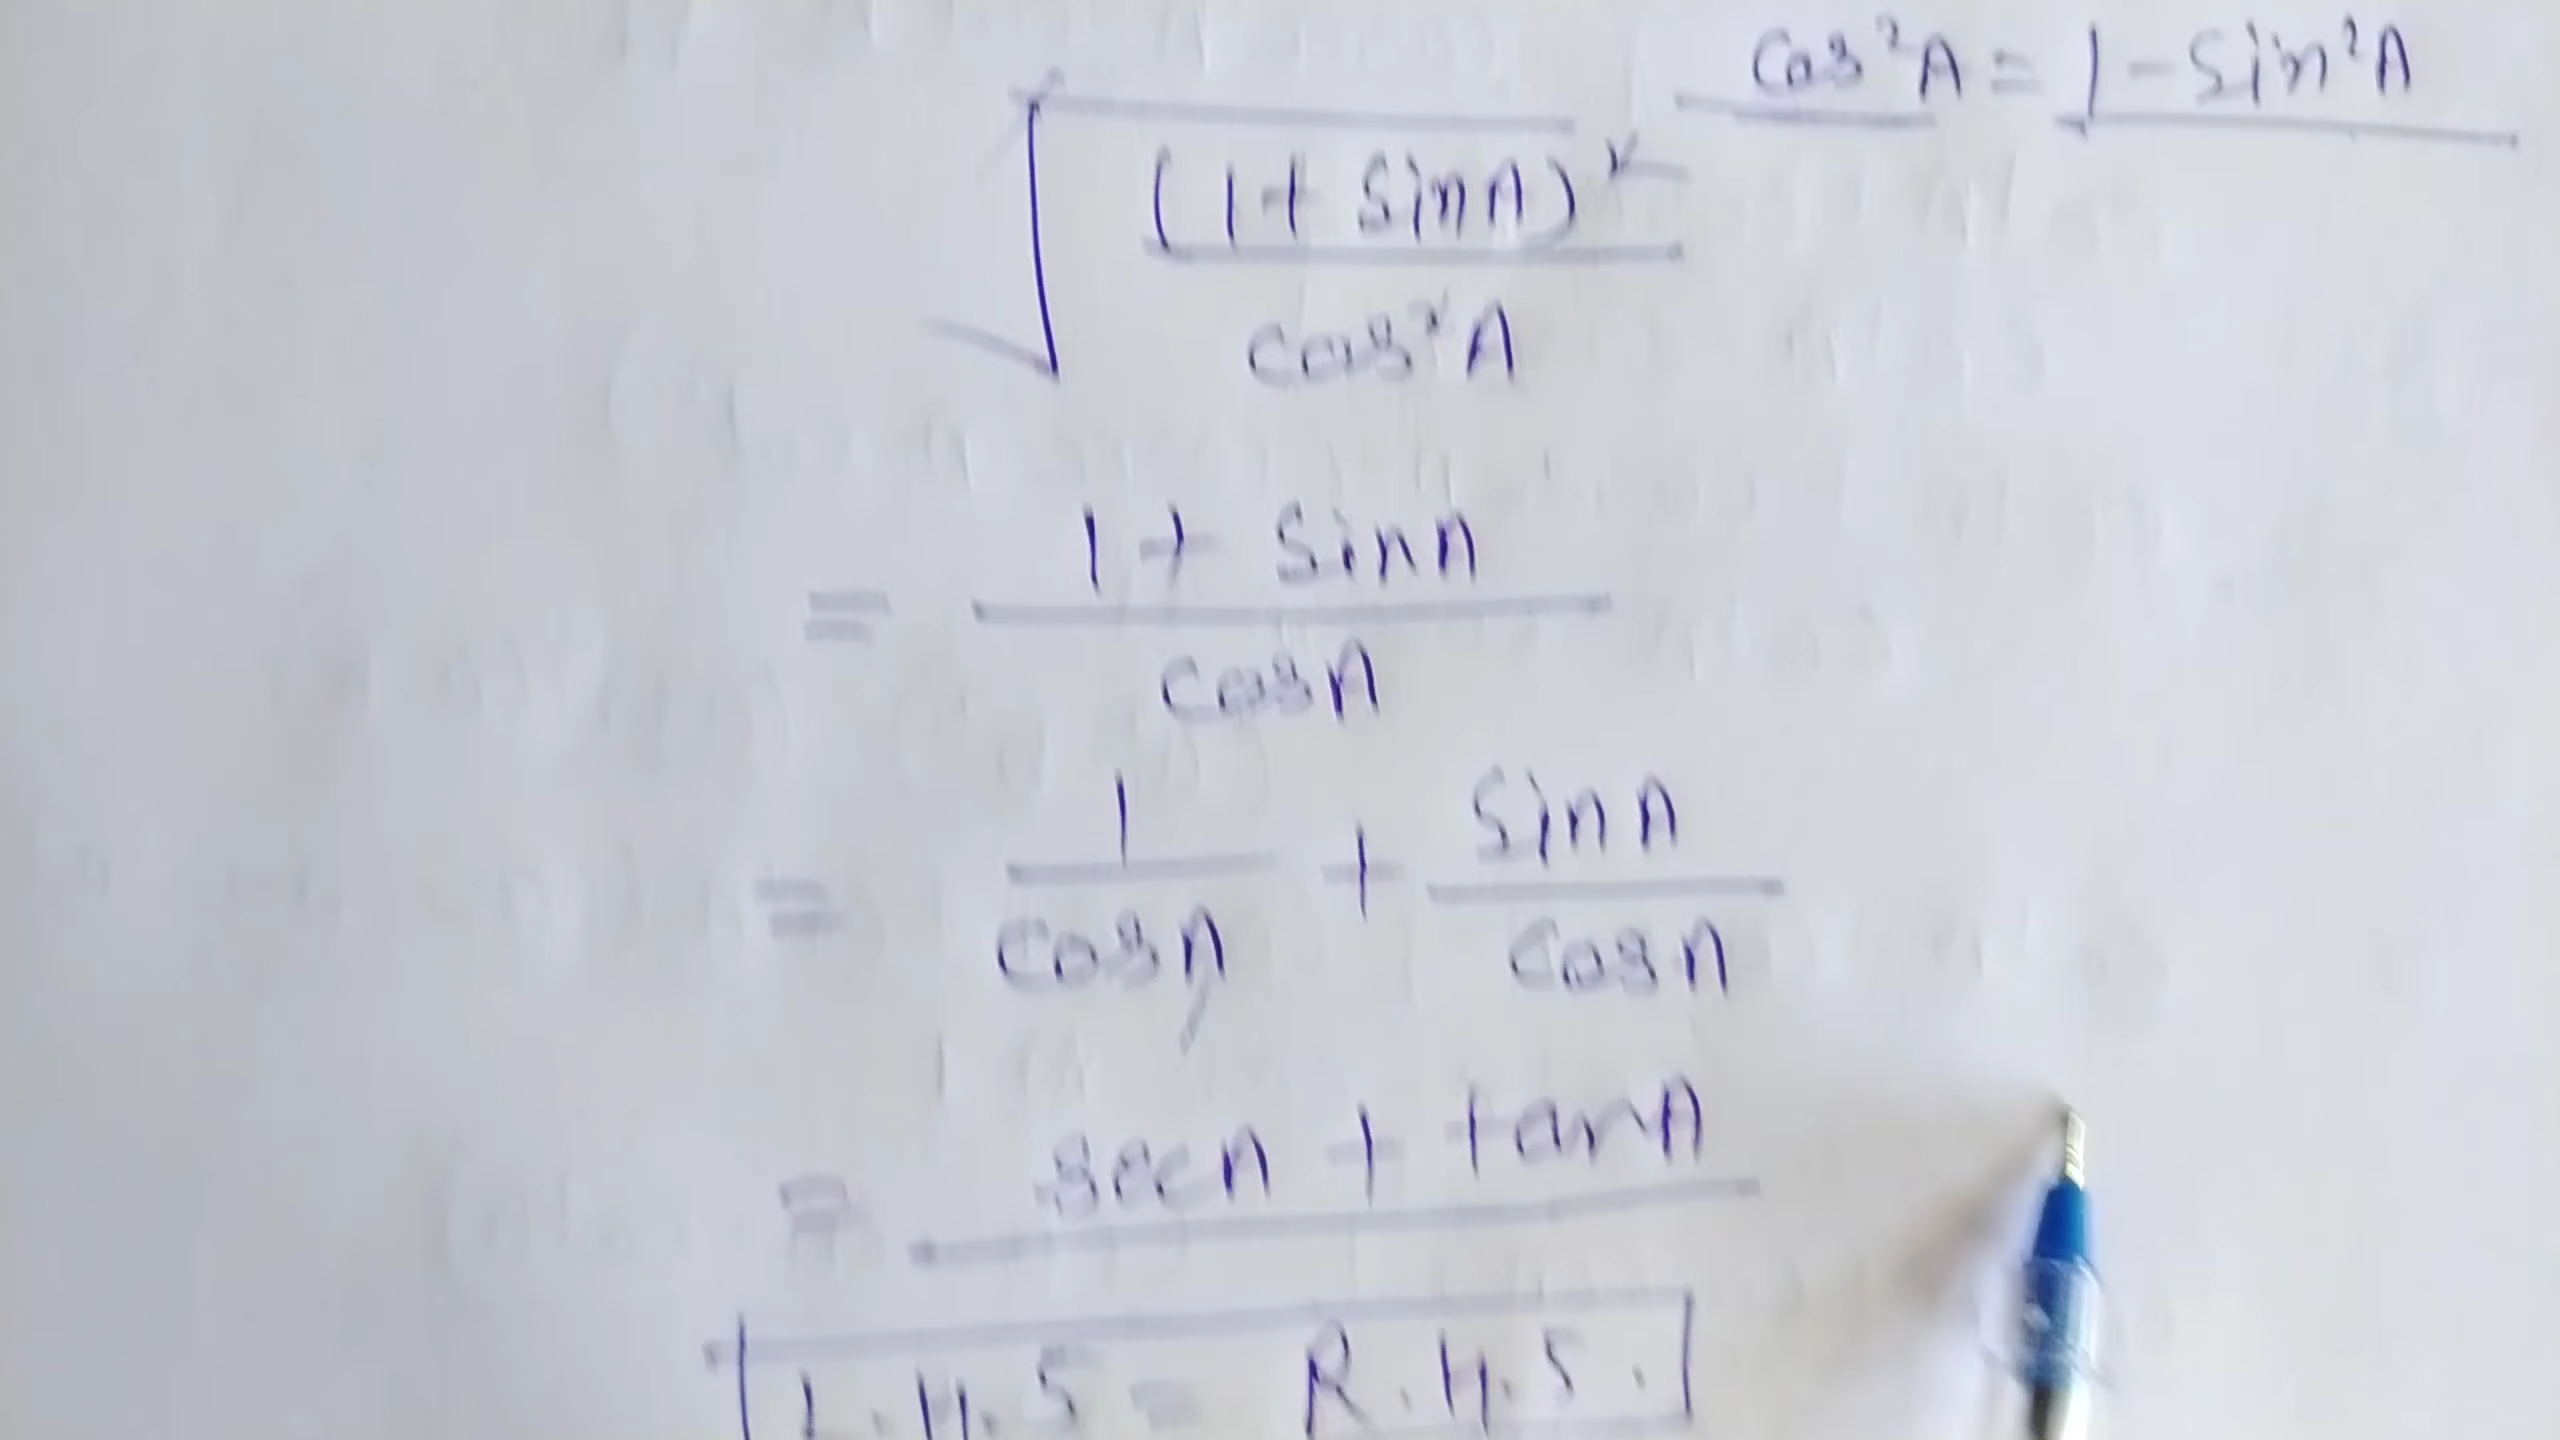 cos²A = 1 - Sin²A
√((1 + SinA)² / cos²A)
= (1 + SinA) / cosA
= 1 / cosA + SinA / cosA
= secA + tanA
L.H.S = R.H.S.